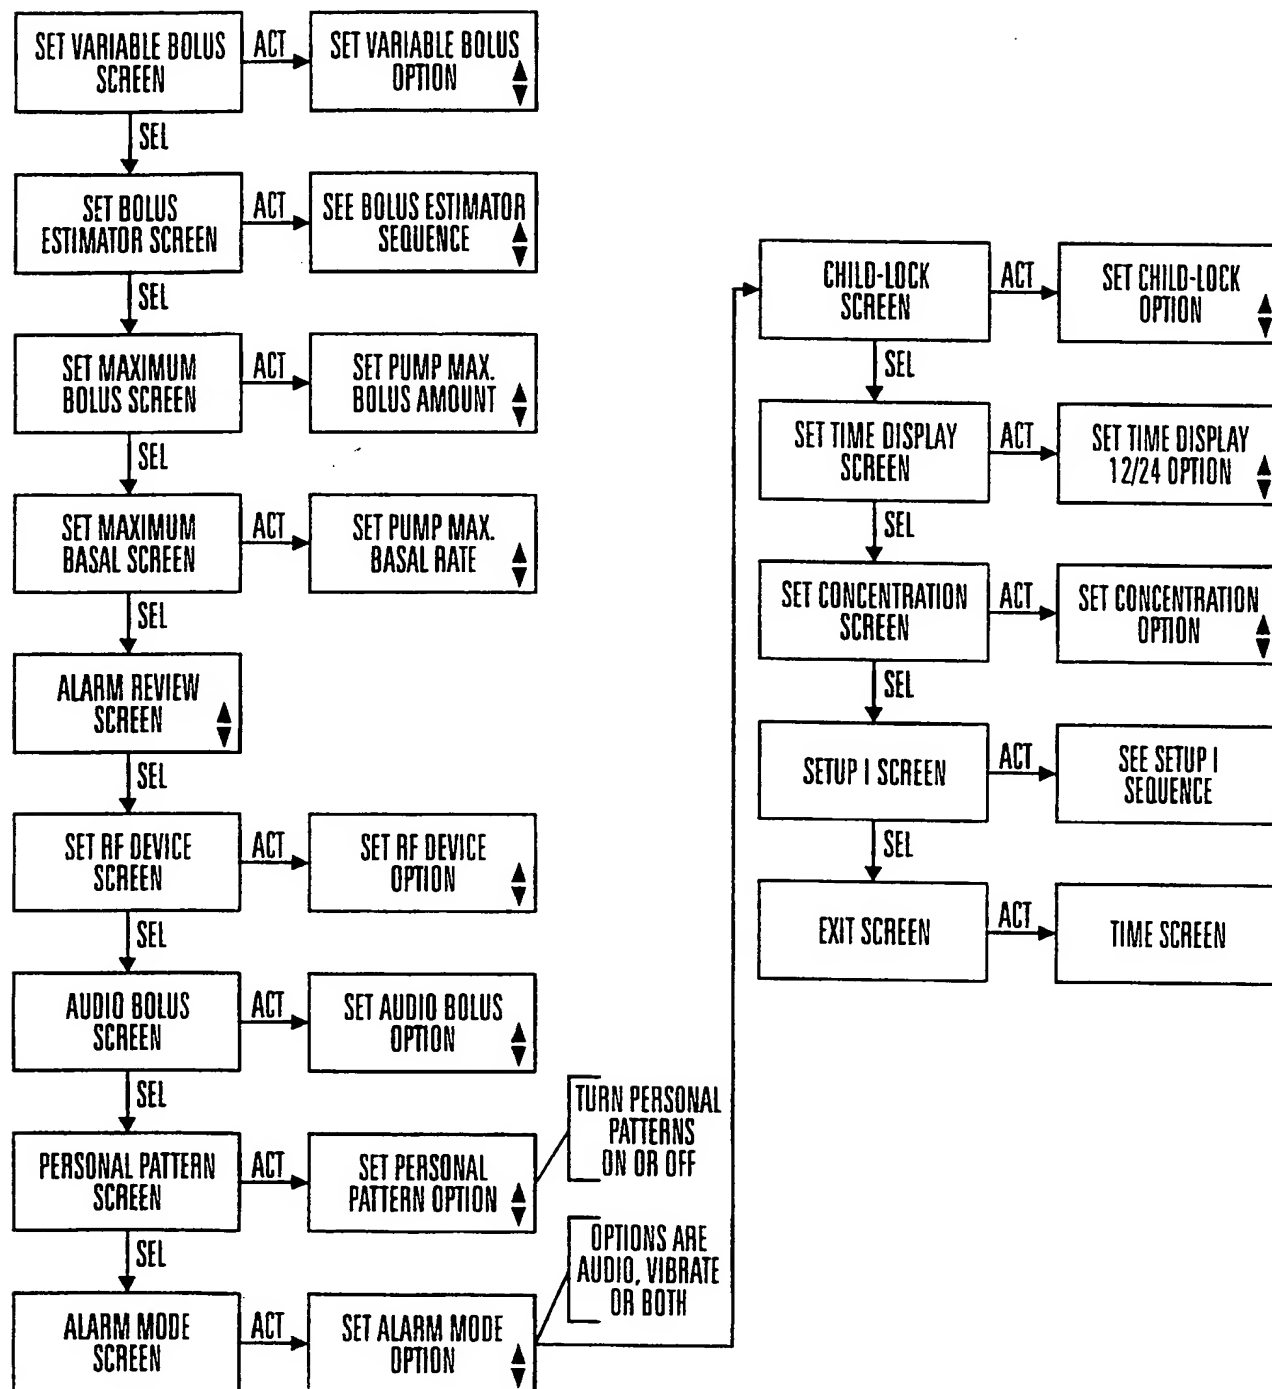 SET VARIABLE BOLUS
SCREEN
ACT
SET VARIABLE BOLUS
OPTION
SEL
SET BOLUS
ESTIMATOR SCREEN
ACT
SEE BOLUS ESTIMATOR
SEQUENCE
SEL
SET MAXIMUM
BOLUS SCREEN
ACT
SET PUMP MAX.
BOLUS AMOUNT
SEL
SET MAXIMUM
BASAL SCREEN
ACT
SET PUMP MAX.
BASAL RATE
SEL
ALARM REVIEW
SCREEN
SEL
SET RF DEVICE
SCREEN
ACT
SET RF DEVICE
OPTION
SEL
AUDIO BOLUS
SCREEN
ACT
SET AUDIO BOLUS
OPTION
SEL
PERSONAL PATTERN
SCREEN
ACT
SET PERSONAL
PATTERN OPTION
TURN PERSONAL
PATTERNS
ON OR OFF
SEL
ALARM MODE
SCREEN
ACT
SET ALARM MODE
OPTION
OPTIONS ARE
AUDIO, VIBRATE
OR BOTH
CHILD-LOCK
SCREEN
ACT
SET CHILD-LOCK
OPTION
SEL
SET TIME DISPLAY
SCREEN
ACT
SET TIME DISPLAY
12/24 OPTION
SEL
SET CONCENTRATION
SCREEN
ACT
SET CONCENTRATION
OPTION
SEL
SETUP I SCREEN
ACT
SEE SETUP I
SEQUENCE
SEL
EXIT SCREEN
ACT
TIME SCREEN